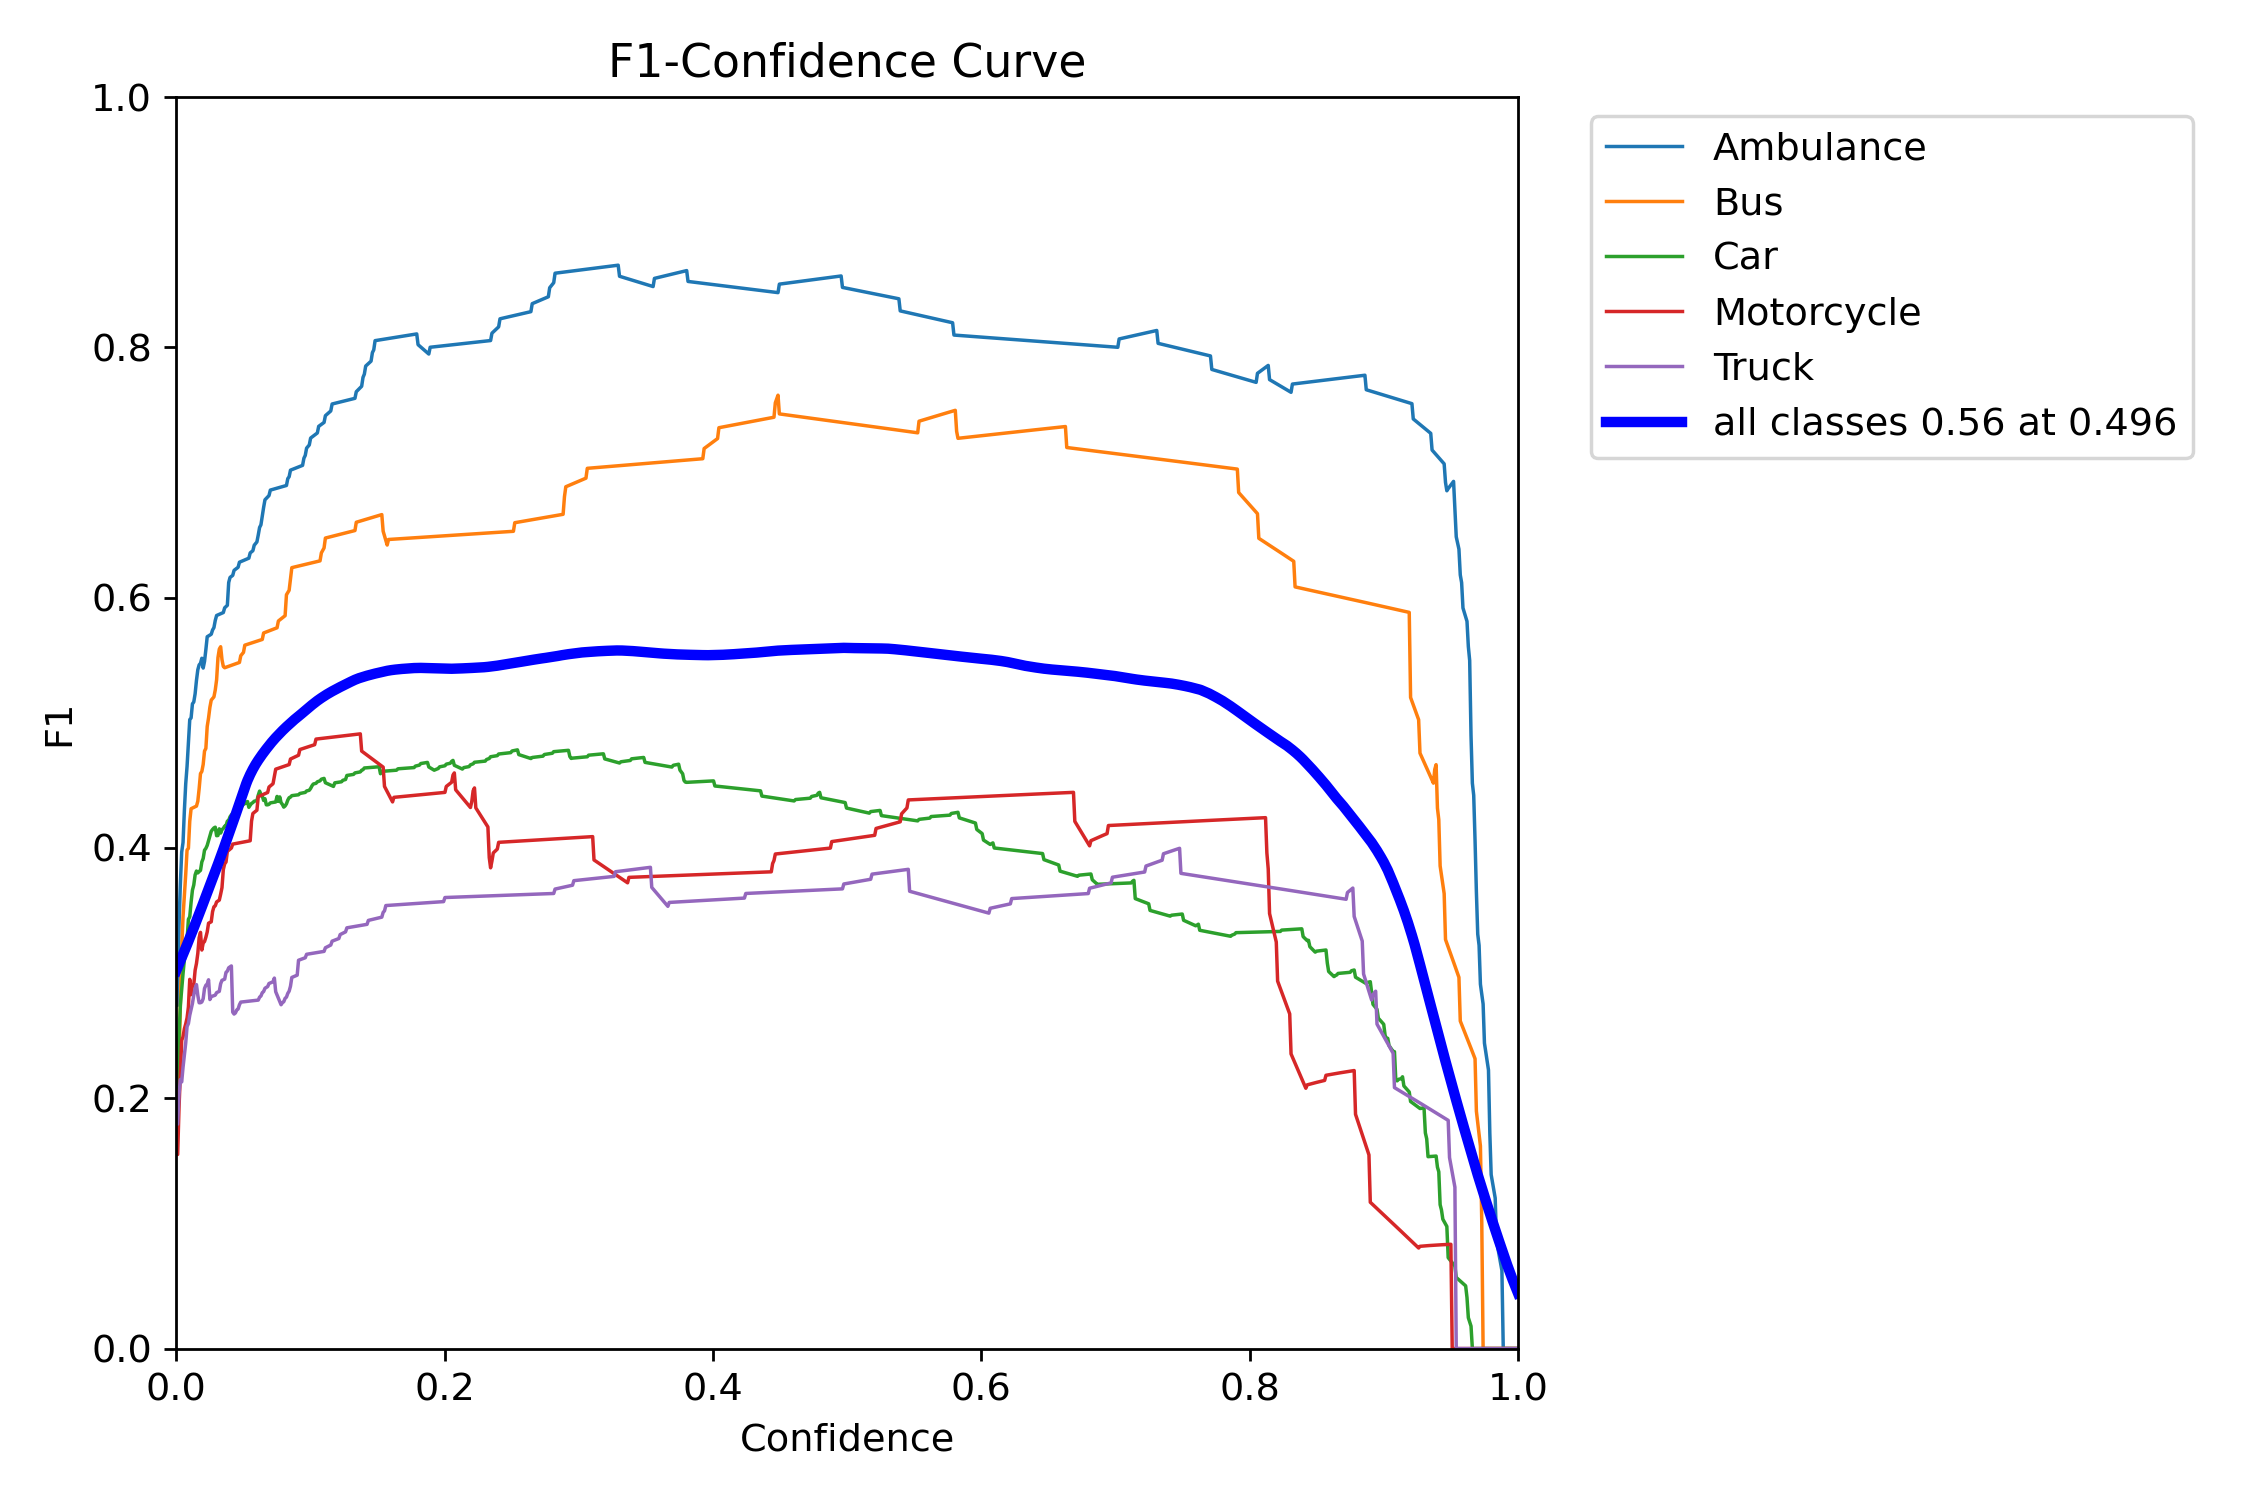 F1-Confidence Curve
1.0
0.8
0.6
0.4
0.2
0.0
F1
0.0 0.2 0.4 0.6 0.8 1.0
Confidence
Ambulance
Bus
Car
Motorcycle
Truck
all classes 0.56 at 0.496